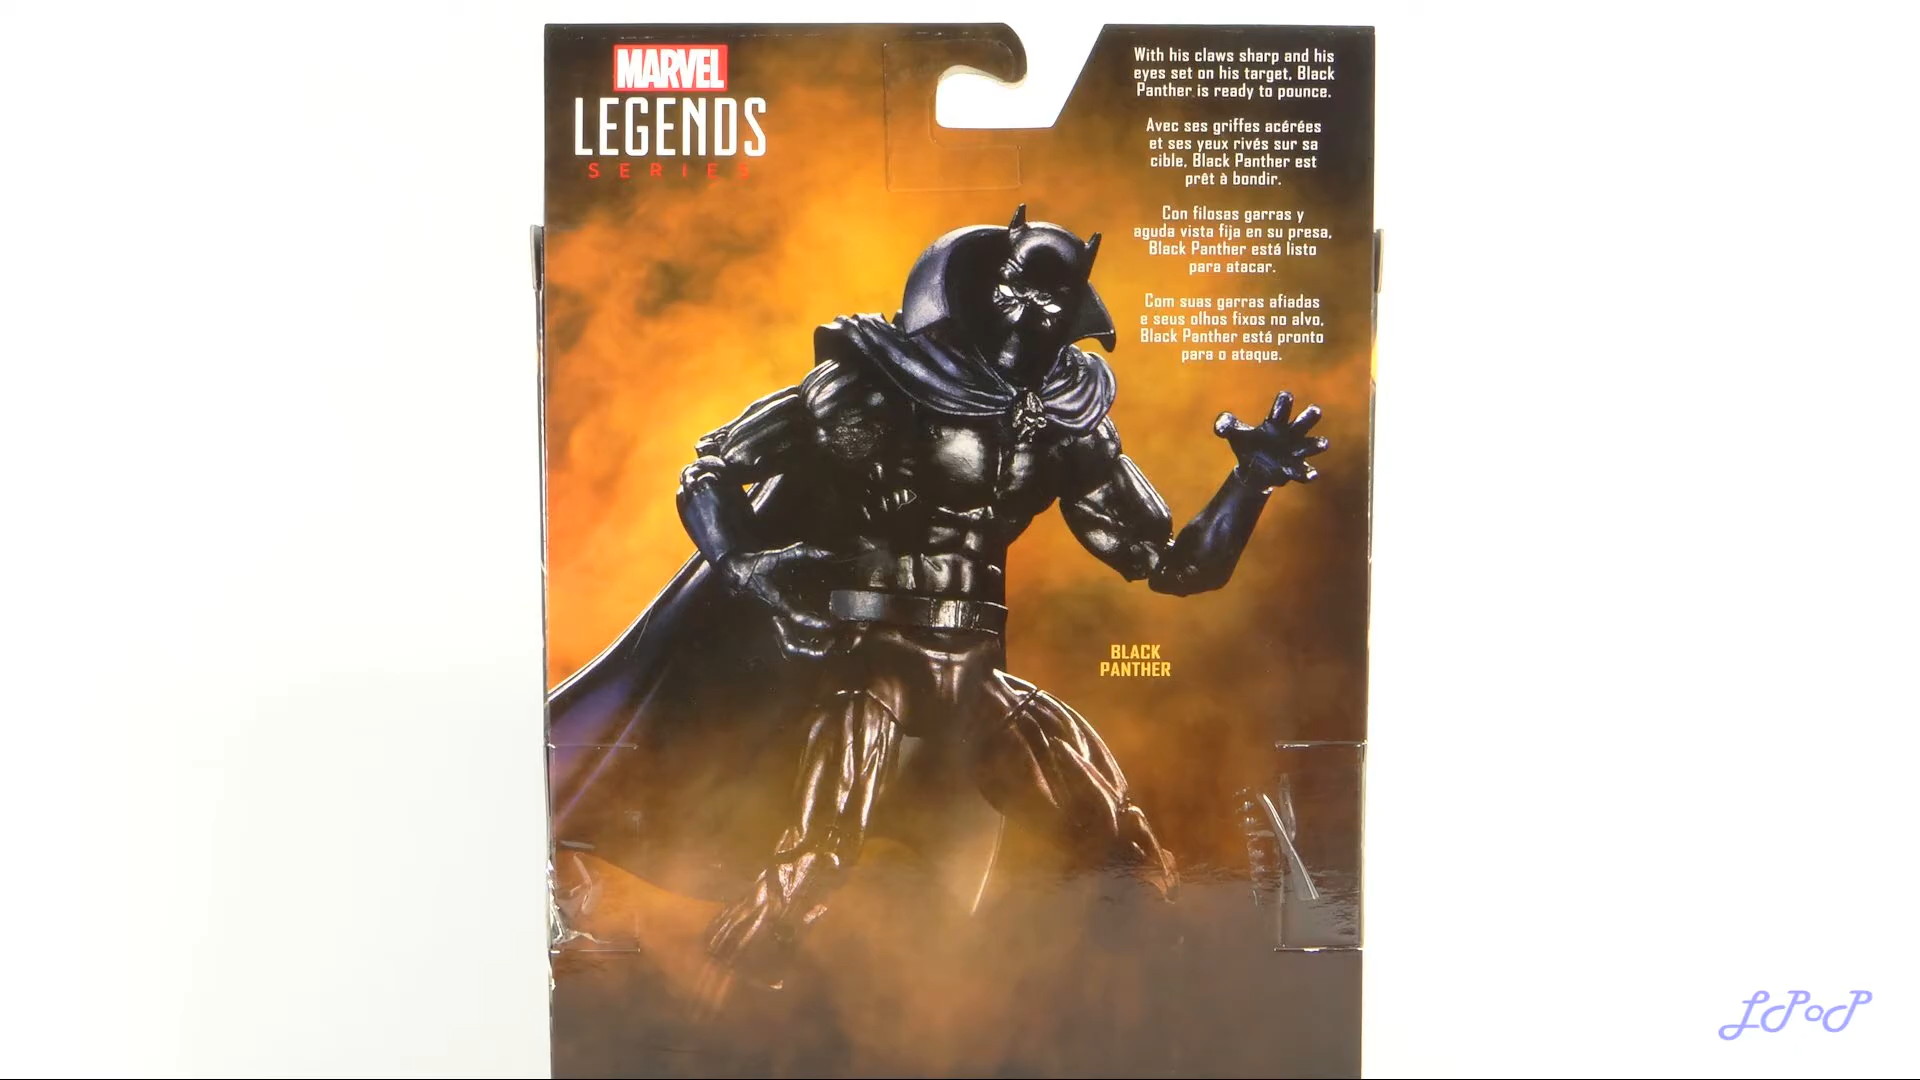 MARVEL
LEGENDS
SERIES
With his claws sharp and his
eyes set on his target, Black
Panther is ready to pounce.
Avec ses griffes acérées
et ses yeux rivés sur sa
cible, Black Panther est
prêt à bondir.
Con filosas garras y
aguda vista fija en su presa,
Black Panther está listo
para atacar.
Com suas garras afiadas
e seus olhos fixos no alvo,
Black Panther está pronto
para o ataque.
BLACK
PANTHER
LPoP